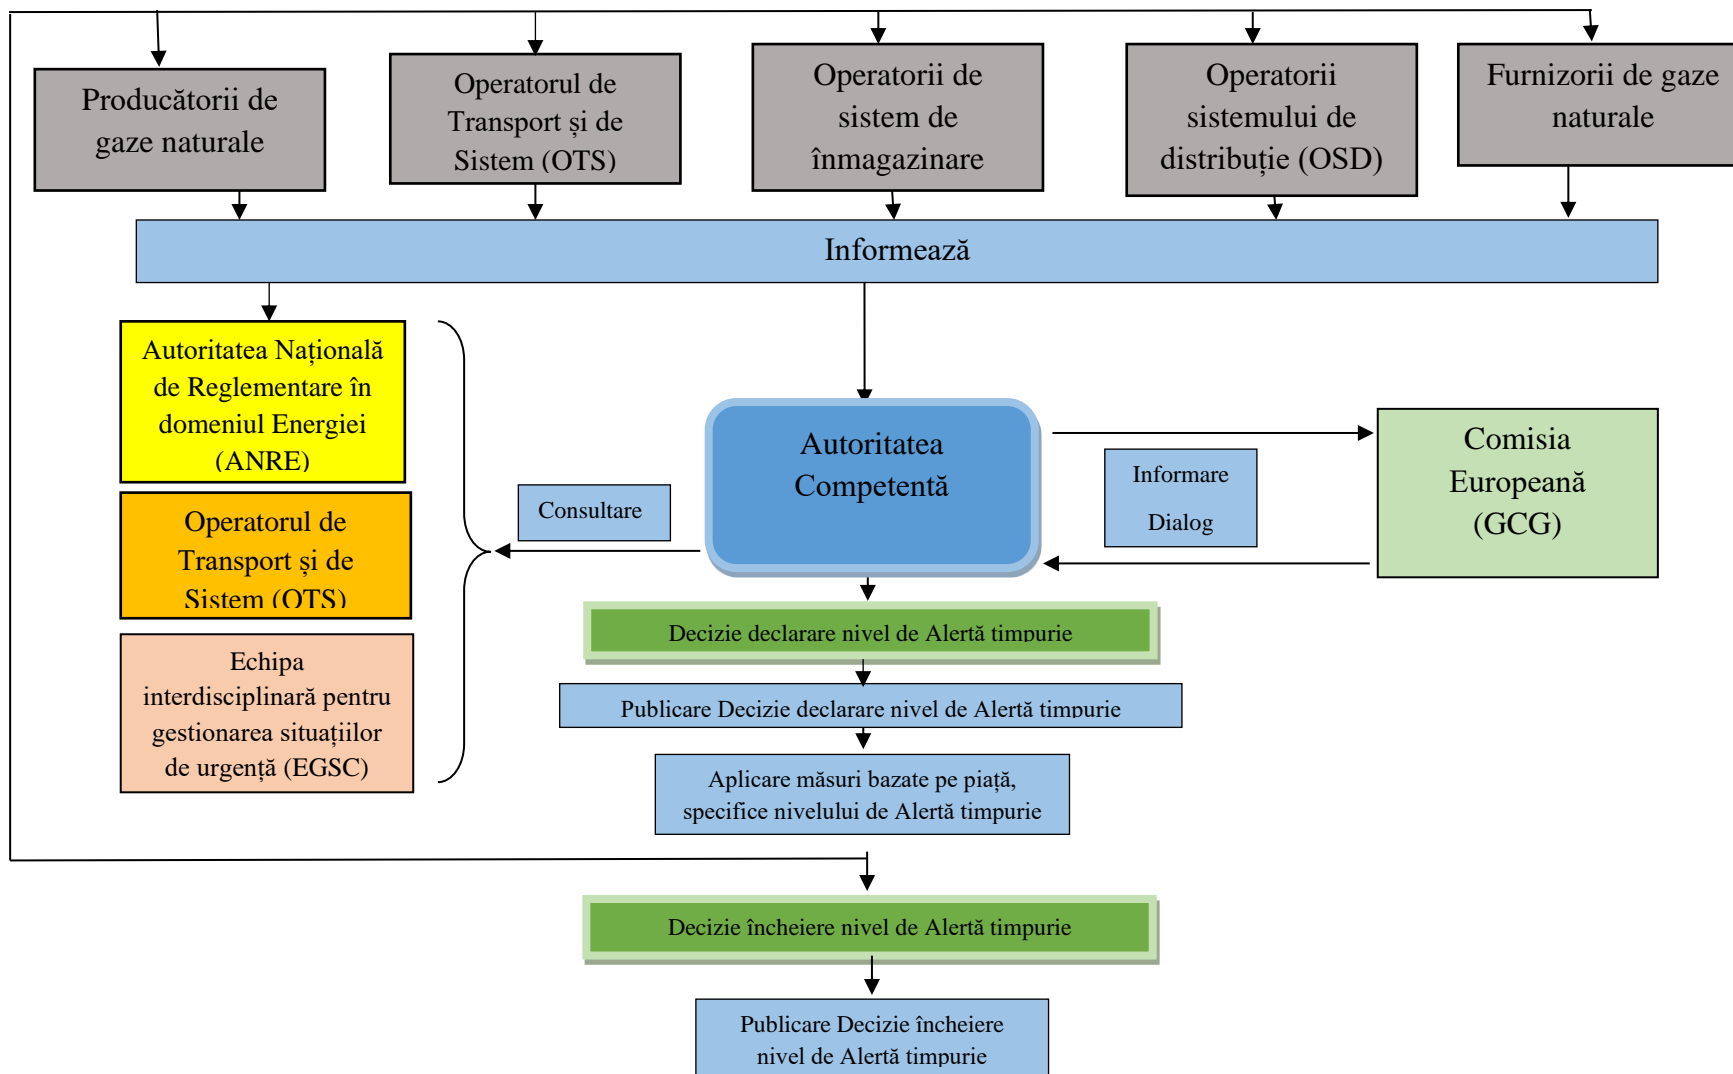 Producătorii de
gaze naturale
Operatorul de
Transport și de
Sistem (OTS)
Operatorii de
sistem de
înmagazinare
Operatorii
sistemului de
distribuție (OSD)
Furnizorii de gaze
naturale
Informează
Autoritatea Națională
de Reglementare în
domeniul Energiei
(ANRE)
Operatorul de
Transport și de
Sistem (OTS)
Echipa
interdisciplinară pentru
gestionarea situațiilor
de urgență (EGSC)
Consultare
Autoritatea
Competentă
Informare
Dialog
Comisia
Europeană
(GCG)
Decizie declarare nivel de Alertă timpurie
Publicare Decizie declarare nivel de Alertă timpurie
Aplicare măsuri bazate pe piață,
specifice nivelului de Alertă timpurie
Decizie încheiere nivel de Alertă timpurie
Publicare Decizie încheiere
nivel de Alertă timpurie